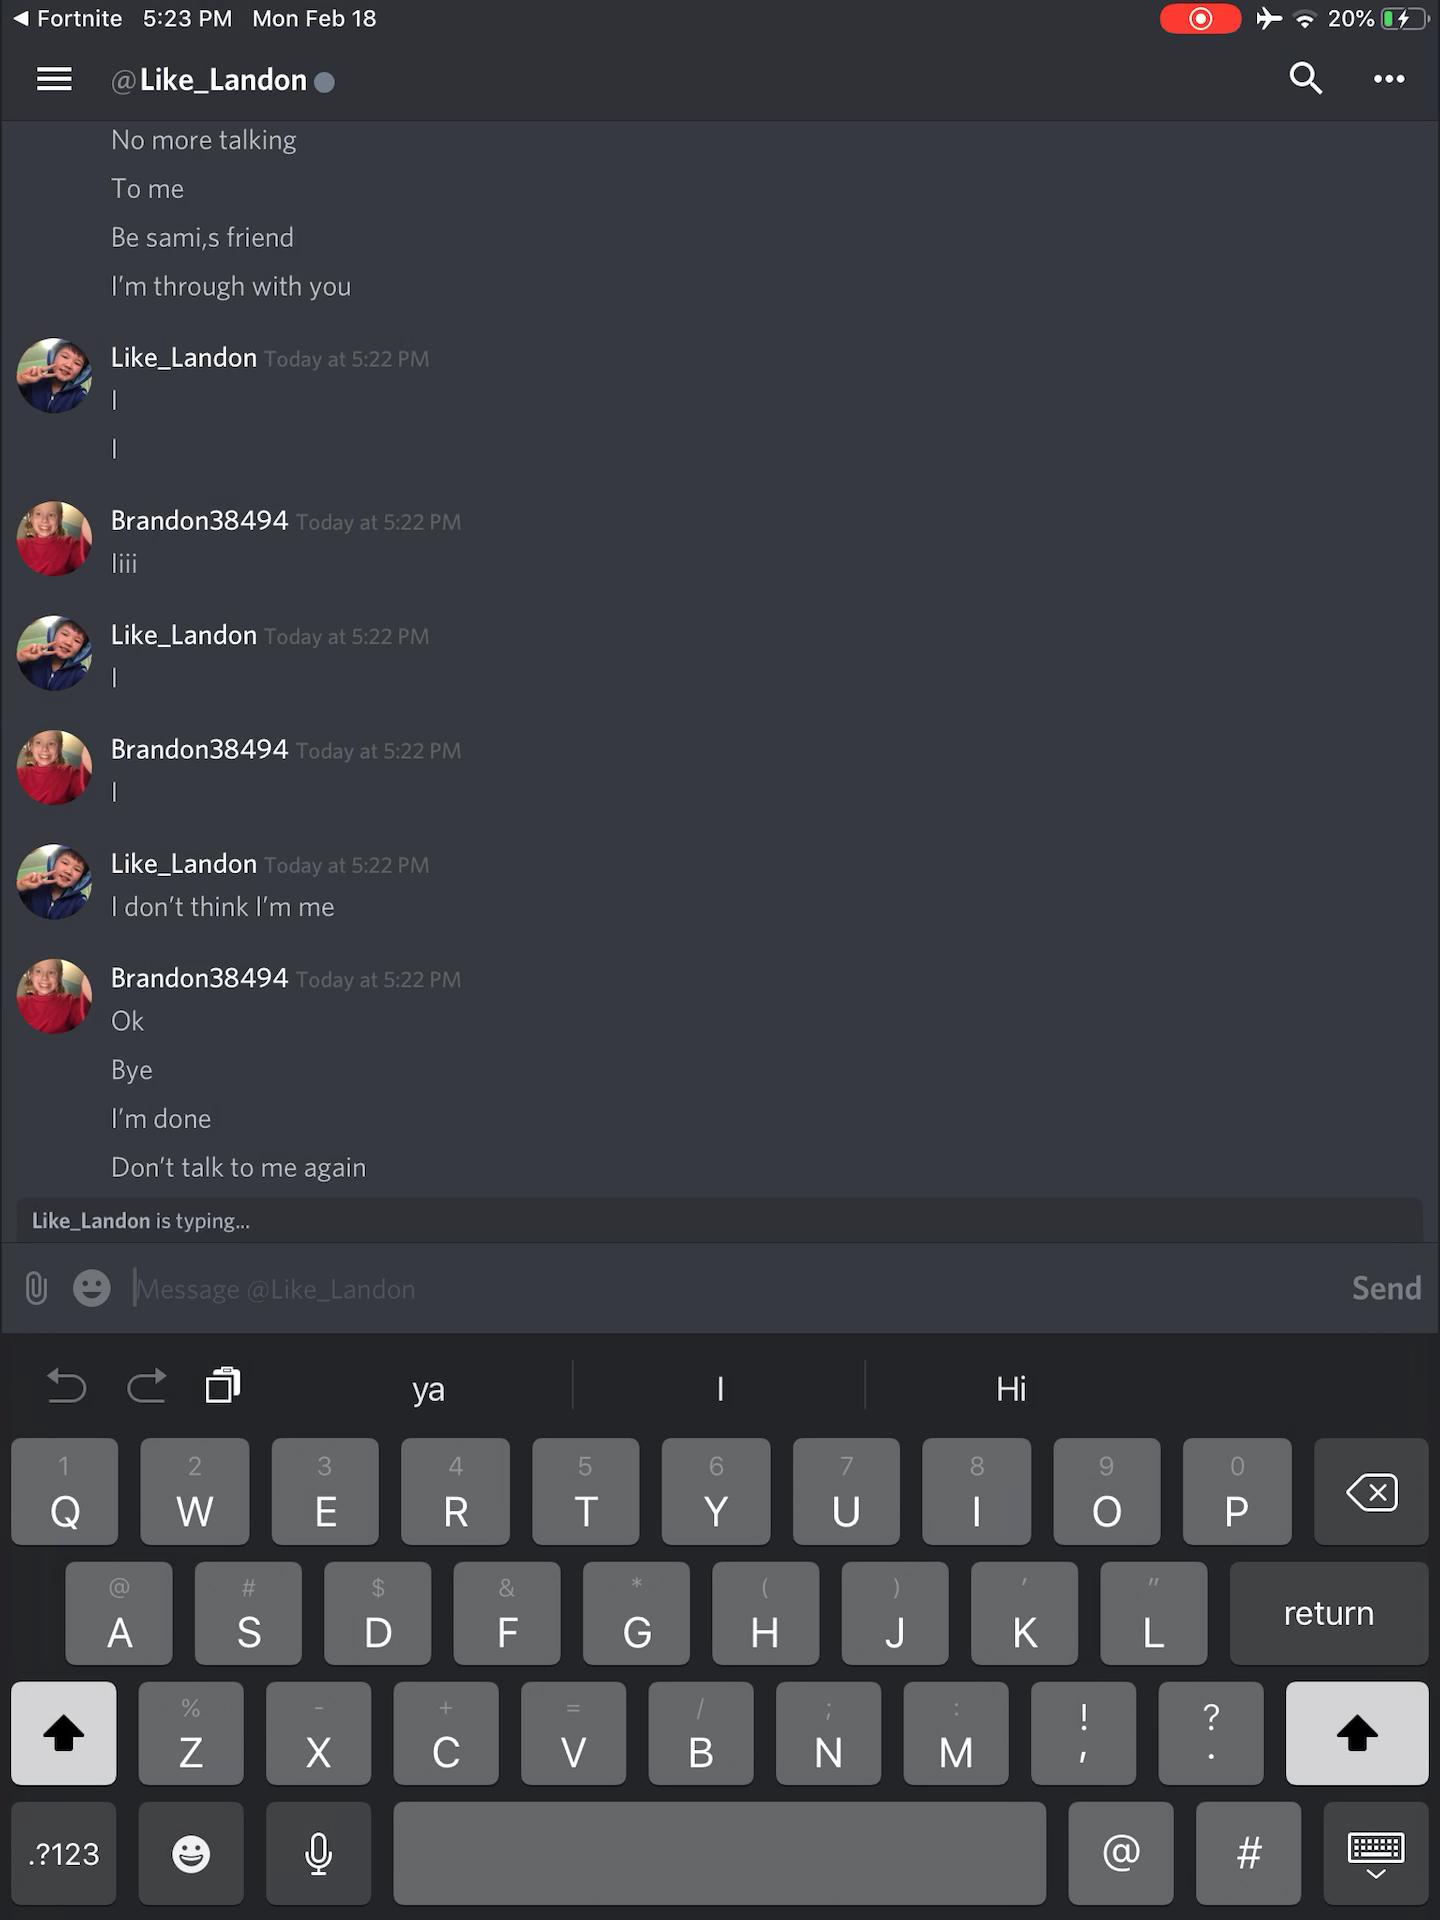 Fortnite 5:23 PM Mon Feb 18 20%
@Like_Landon
No more talking
To me
Be sami,s friend
I'm through with you
Like_Landon Today at 5:22 PM
I
I
Brandon38494 Today at 5:22 PM
Iiii
Like_Landon Today at 5:22 PM
I
Brandon38494 Today at 5:22 PM
I
Like_Landon Today at 5:22 PM
I don't think I'm me
Brandon38494 Today at 5:22 PM
Ok
Bye
I'm done
Don't talk to me again
Like_Landon is typing...
Message @Like_Landon Send
ya I Hi
1 2 3 4 5 6 7 8 9 0
Q W E R T Y U I O P
@ # $ & * ( ) ' "
A S D F G H J K L return
% - + = / ; : ! ?
Z X C V B N M , .
.?123 @ #